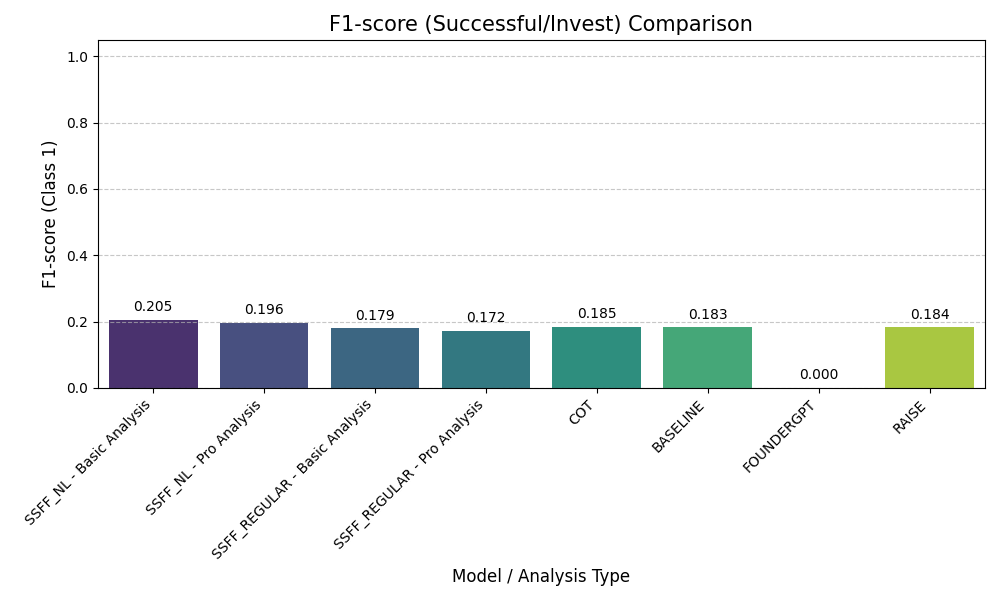 F1-score (Successful/Invest) Comparison
F1-score (Class 1)
1.0
0.8
0.6
0.4
0.2
0.0
0.205
0.196
0.179
0.172
0.185
0.183
0.000
0.184
SSFF_NL - Basic Analysis
SSFF_NL - Pro Analysis
SSFF_REGULAR - Basic Analysis
SSFF_REGULAR - Pro Analysis
COT
BASELINE
FOUNDERGPT
RAISE
Model / Analysis Type